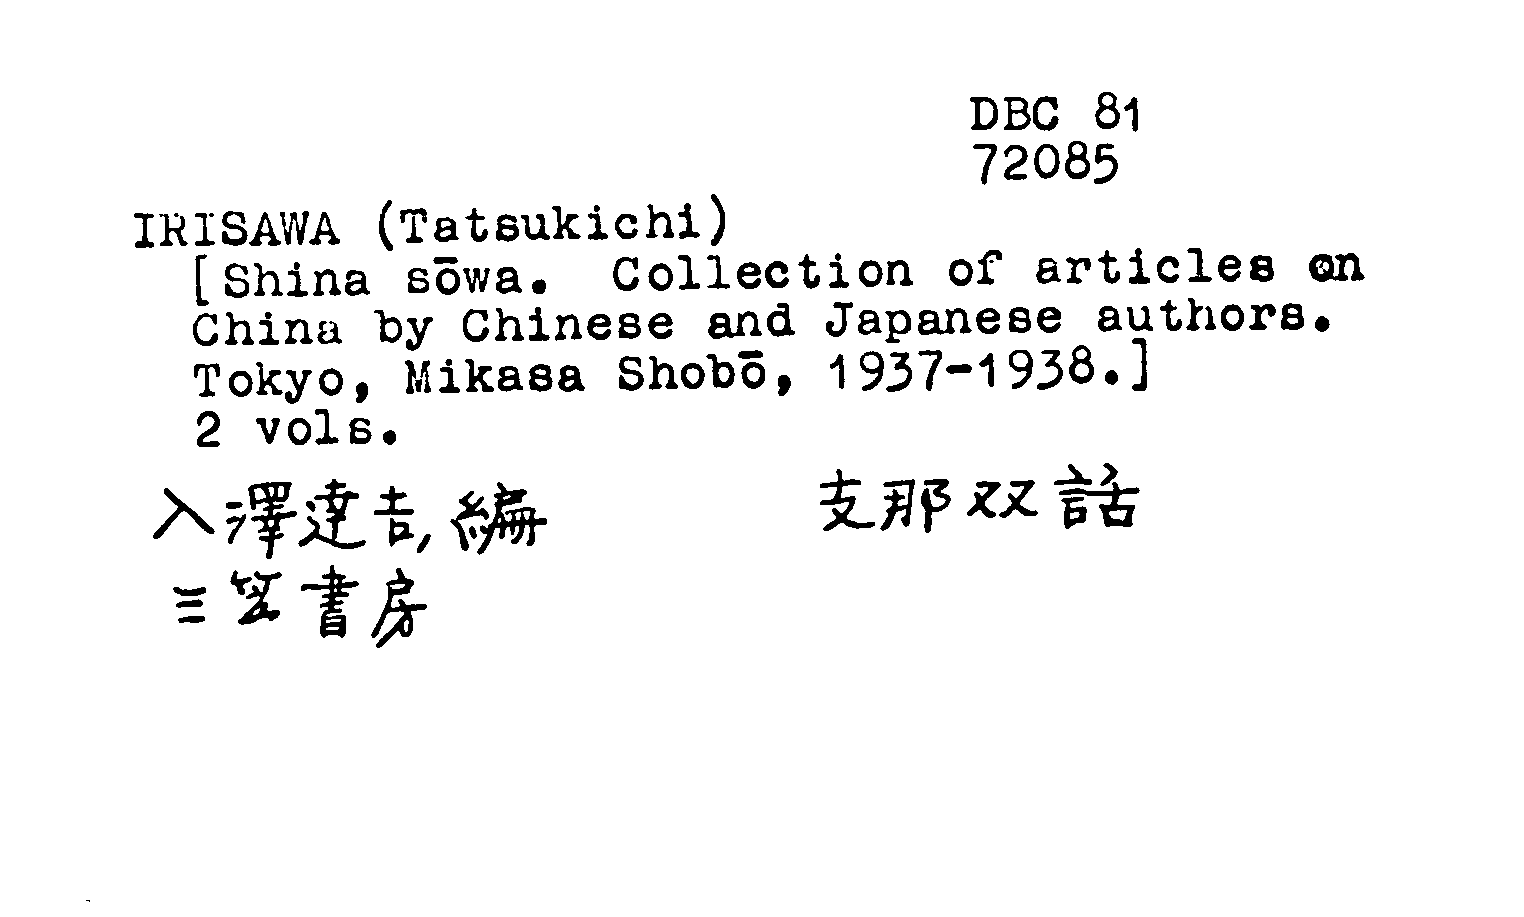 DBC 81
72085
IRISAWA (Tatsukichi)
[Shina sōwa. Collection of articles on
China by Chinese and Japanese authors.
Tokyo, Mikasa Shobō, 1937-1938.]
2 vols.
入澤達吉, 編 支那双話
三笠書房